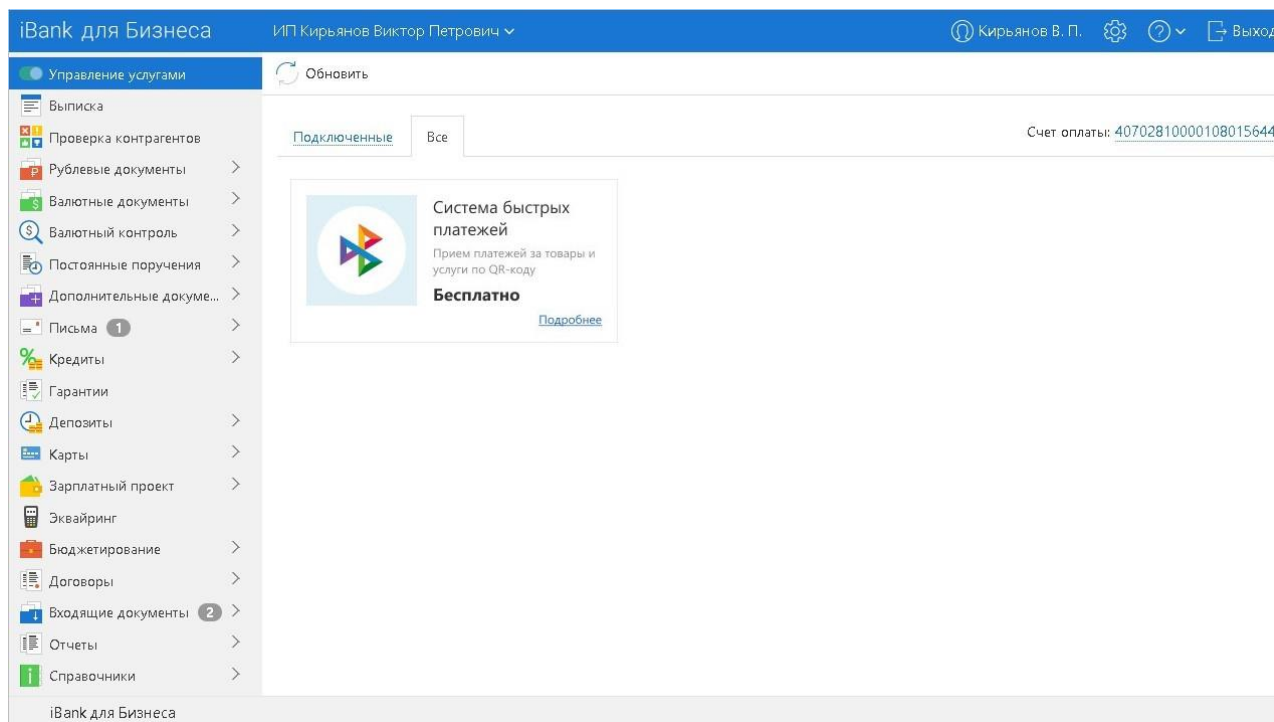 iBank для Бизнеса
ИП Кирьянов Виктор Петрович
Кирьянов В. П.
Выход
Управление услугами
Выписка
Проверка контрагентов
Рублевые документы
Валютные документы
Валютный контроль
Постоянные поручения
Дополнительные докуме...
Письма 1
Кредиты
Гарантии
Депозиты
Карты
Зарплатный проект
Эквайринг
Бюджетирование
Договоры
Входящие документы 2
Отчеты
Справочники
iBank для Бизнеса
Обновить
Подключенные Все
Счет оплаты: 40702810000108015644
Система быстрых
платежей
Прием платежей за товары и
услуги по QR-коду
Бесплатно
Подробнее